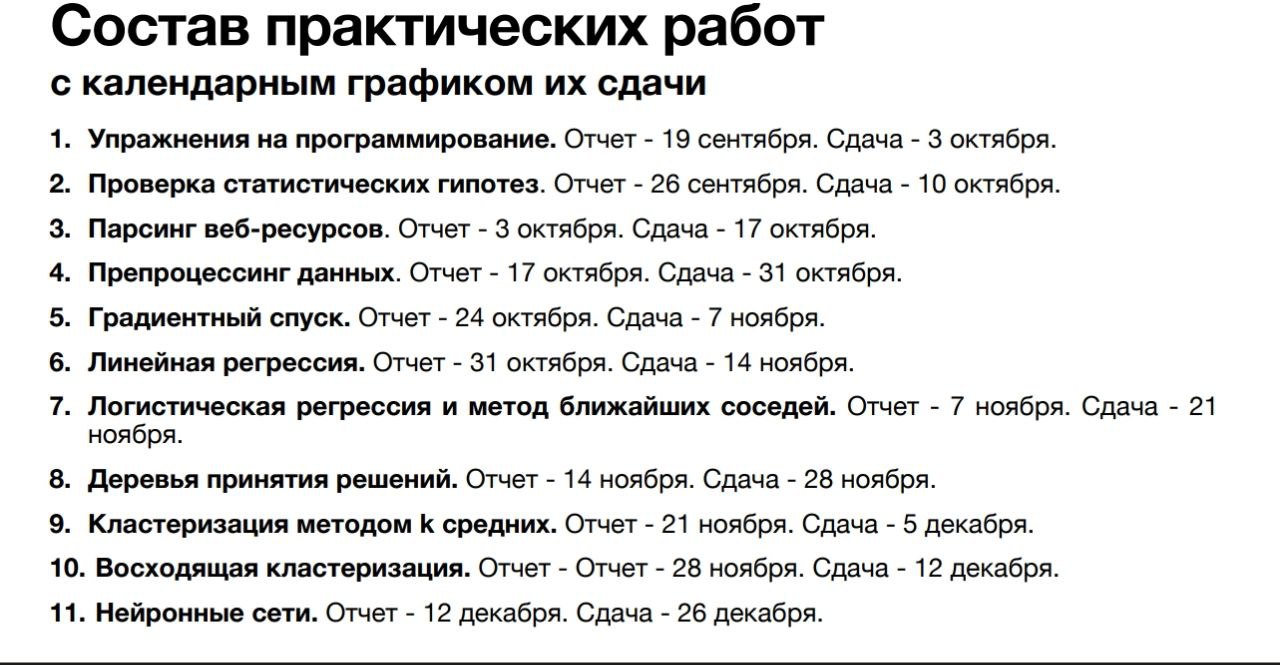 Состав практических работ
с календарным графиком их сдачи
1. Упражнения на программирование. Отчет - 19 сентября. Сдача - 3 октября.
2. Проверка статистических гипотез. Отчет - 26 сентября. Сдача - 10 октября.
3. Парсинг веб-ресурсов. Отчет - 3 октября. Сдача - 17 октября.
4. Препроцессинг данных. Отчет - 17 октября. Сдача - 31 октября.
5. Градиентный спуск. Отчет - 24 октября. Сдача - 7 ноября.
6. Линейная регрессия. Отчет - 31 октября. Сдача - 14 ноября.
7. Логистическая регрессия и метод ближайших соседей. Отчет - 7 ноября. Сдача - 21
ноября.
8. Деревья принятия решений. Отчет - 14 ноября. Сдача - 28 ноября.
9. Кластеризация методом k средних. Отчет - 21 ноября. Сдача - 5 декабря.
10. Восходящая кластеризация. Отчет - Отчет - 28 ноября. Сдача - 12 декабря.
11. Нейронные сети. Отчет - 12 декабря. Сдача - 26 декабря.